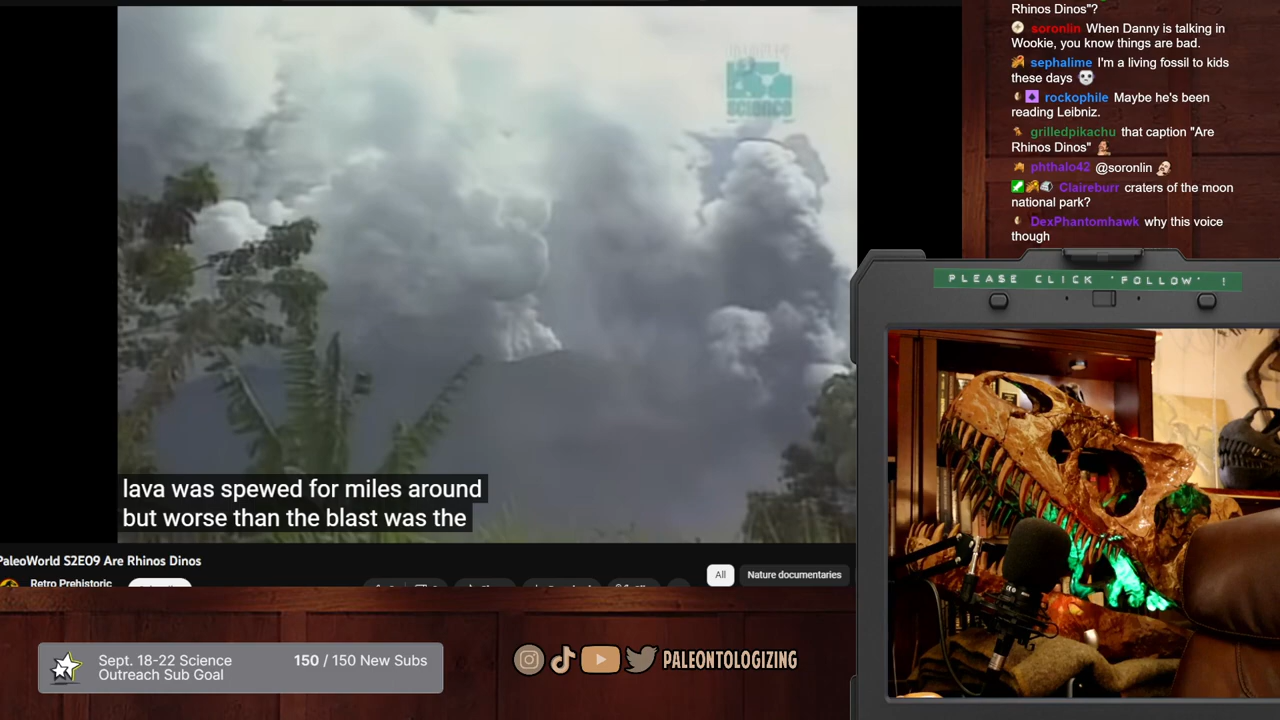 SCIENCE
lava was spewed for miles around
but worse than the blast was the
PaleoWorld S2E09 Are Rhinos Dinos
Retro Prehistoric
All
Nature documentaries
Sept. 18-22 Science
Outreach Sub Goal
150 / 150 New Subs
PALEONTOLOGIZING
Rhinos Dinos"?
soronlin When Danny is talking in
Wookie, you know things are bad.
sephalime I'm a living fossil to kids
these days
rockophile Maybe he's been
reading Leibniz.
grilledpikachu that caption "Are
Rhinos Dinos"
phthalo42 @soronlin
Claireburr craters of the moon
national park?
DexPhantomhawk why this voice
though
PLEASE CLICK 'FOLLOW' !